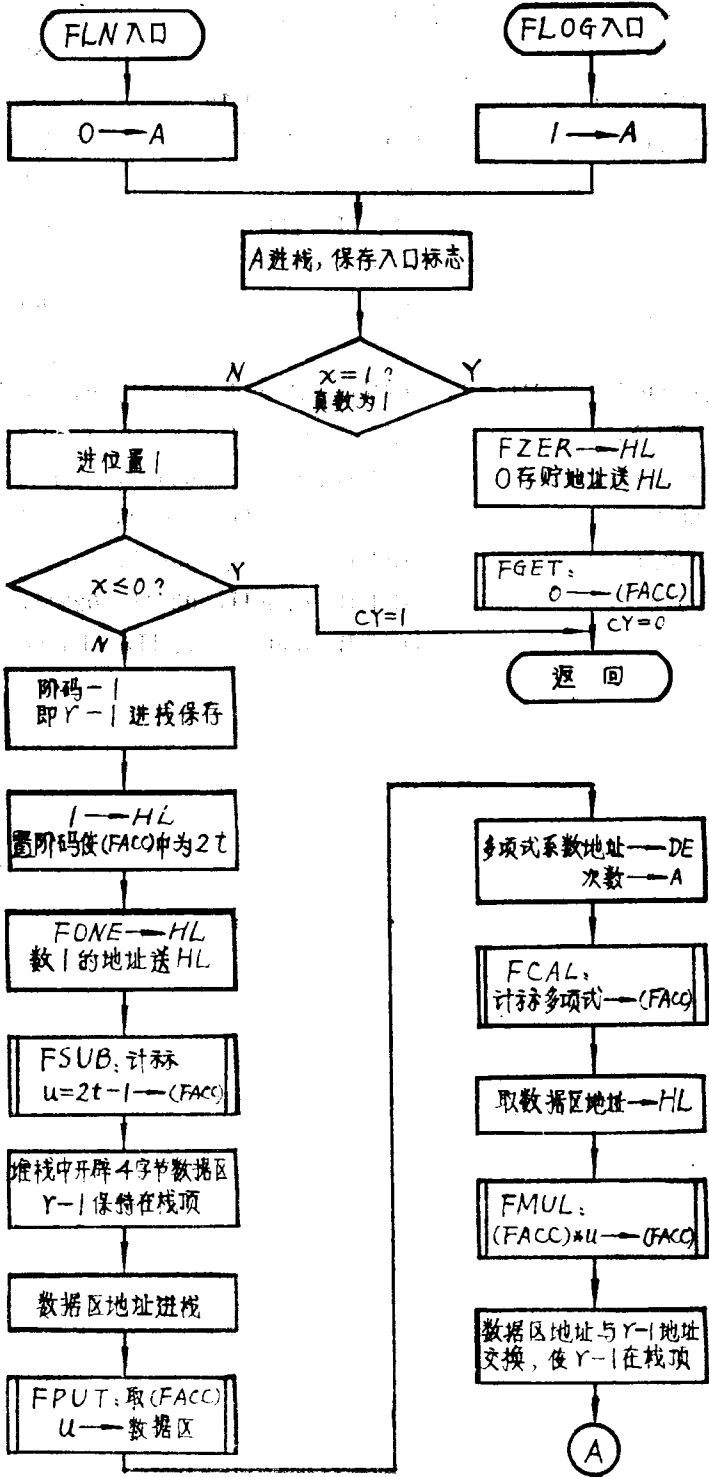 FLN入口
FLOG入口
0→A
1→A
A进栈，保存入口标志
x=1？
真数为1
N
Y
进位置1
FZER→HL
0存贮地址送HL
x≤0？
Y
N
CY=1
FGET：
0→(FACC)
CY=0
返回
阶码-1
即r-1进栈保存
1→HL
置阶码使(FACC)中为2t
FONE→HL
数1的地址送HL
FSUB：计祘
u=2t-1→(FACC)
堆栈中开辟4字节数据区
r-1保持在栈顶
数据区地址进栈
FPUT：取(FACC)
u→数据区
多项式系数地址→DE
次数→A
FCAL：
计祘多项式→(FACC)
取数据区地址→HL
FMUL：
(FACC)*u→(FACC)
数据区地址与r-1地址
交换，使r-1在栈顶
A